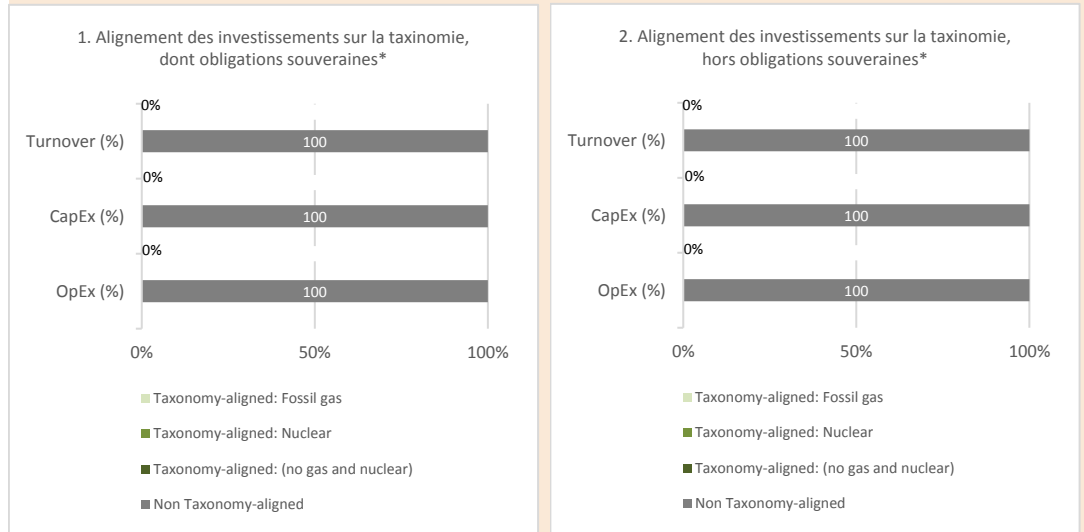 1. Alignement des investissements sur la taxinomie,
dont obligations souveraines*
0%
Turnover (%)
100
0%
CapEx (%)
100
0%
OpEx (%)
100
0%
50%
100%
Taxonomy-aligned: Fossil gas
Taxonomy-aligned: Nuclear
Taxonomy-aligned: (no gas and nuclear)
Non Taxonomy-aligned
2. Alignement des investissements sur la taxinomie,
hors obligations souveraines*
0%
Turnover (%)
100
0%
CapEx (%)
100
0%
OpEx (%)
100
0%
50%
100%
Taxonomy-aligned: Fossil gas
Taxonomy-aligned: Nuclear
Taxonomy-aligned: (no gas and nuclear)
Non Taxonomy-aligned